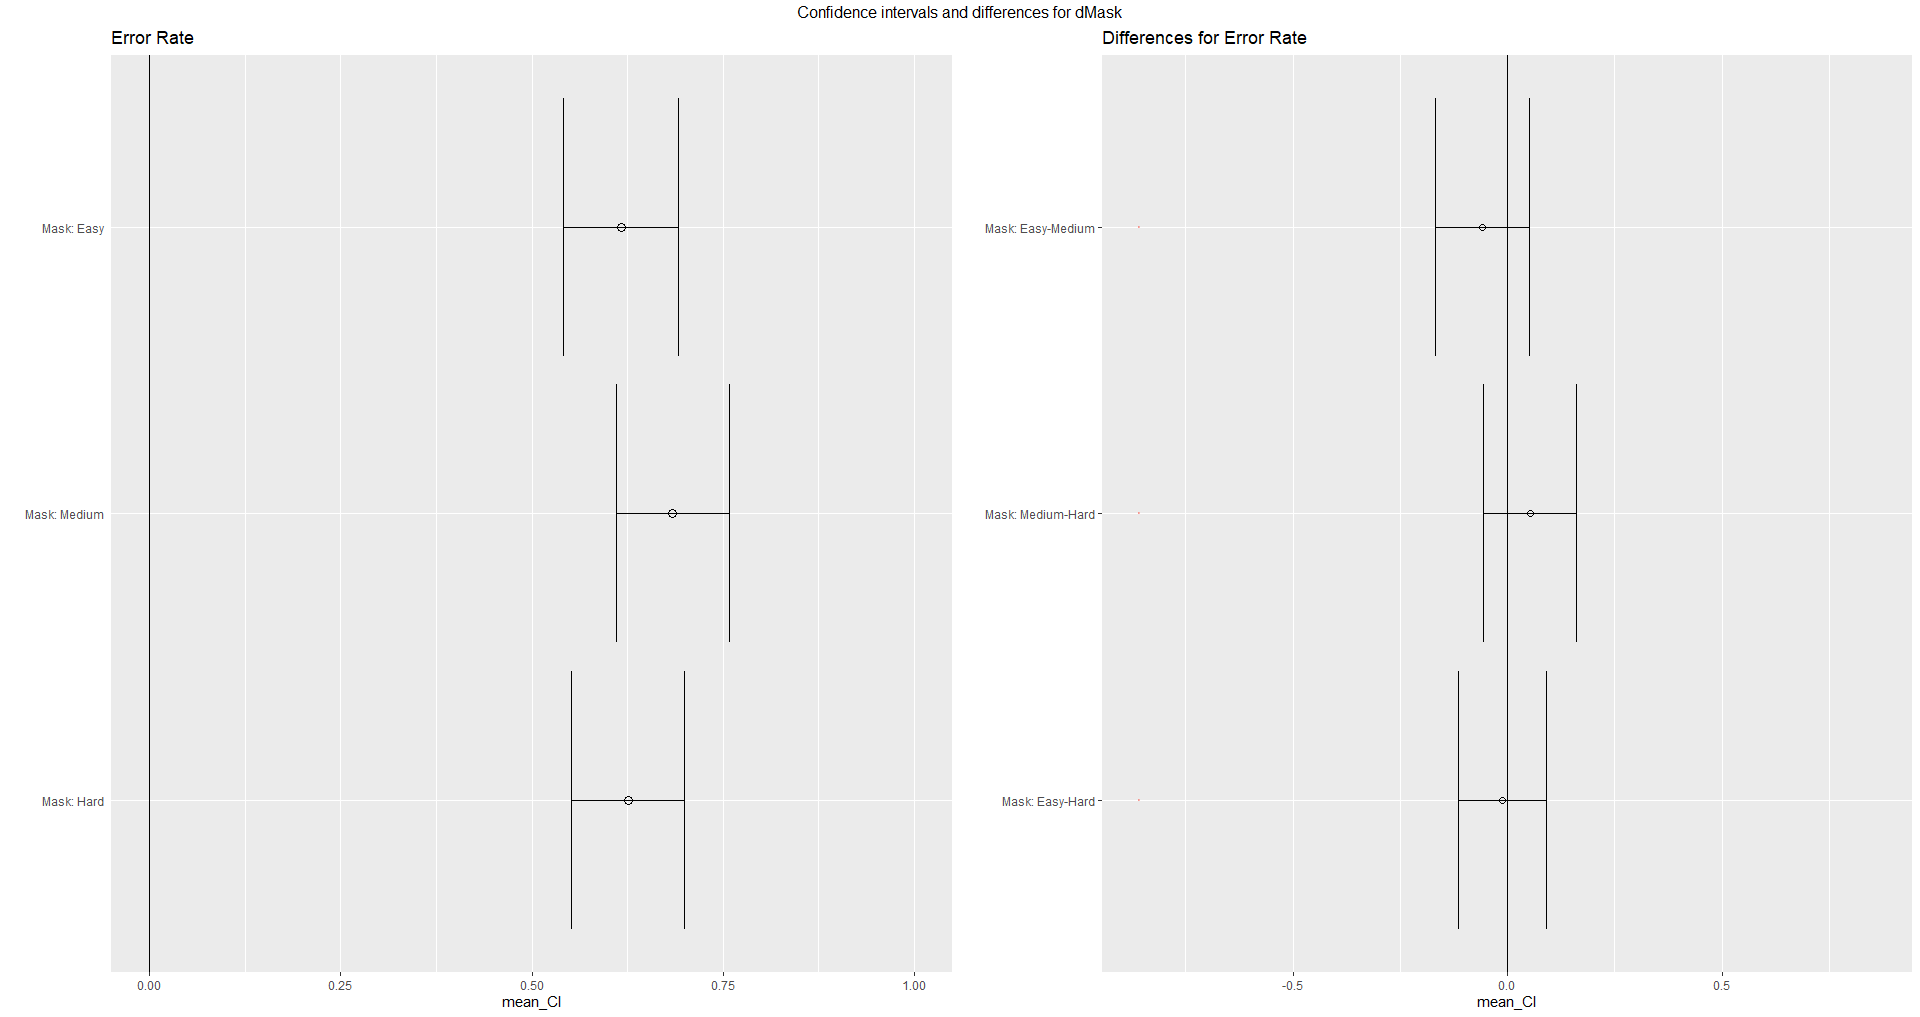 Confidence intervals and differences for dMask
Error Rate
Mask: Easy
Mask: Medium
Mask: Hard
0.00 0.25 0.50 0.75 1.00
mean_CI
Differences for Error Rate
Mask: Easy-Medium
Mask: Medium-Hard
Mask: Easy-Hard
-0.5 0.0 0.5
mean_CI